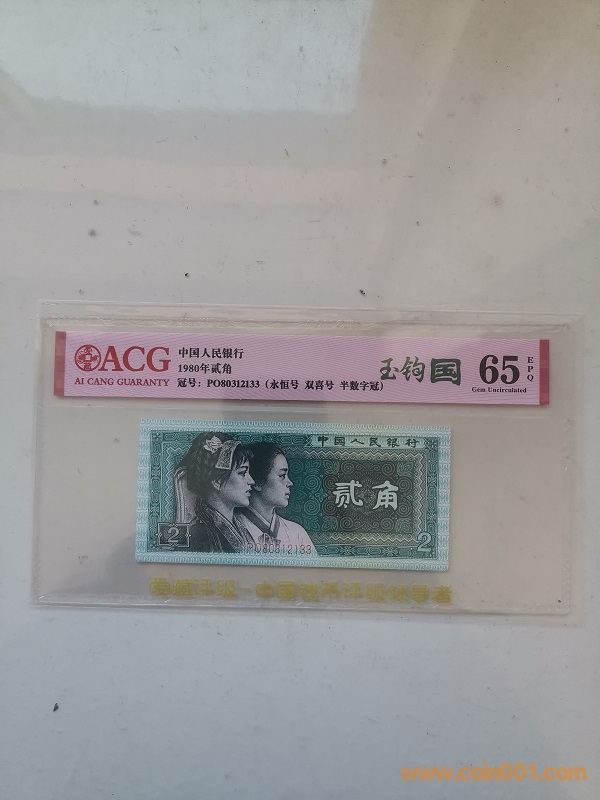 ACG
AI CANG GUARANTY
中国人民银行
1980年贰角
冠号：PO80312133（永恒号 双喜号 半数字冠）
玉钩国
65
EPQ
Gem Uncirculated
中国人民银行
贰角
2
PO80312133
2
www.coin001.com